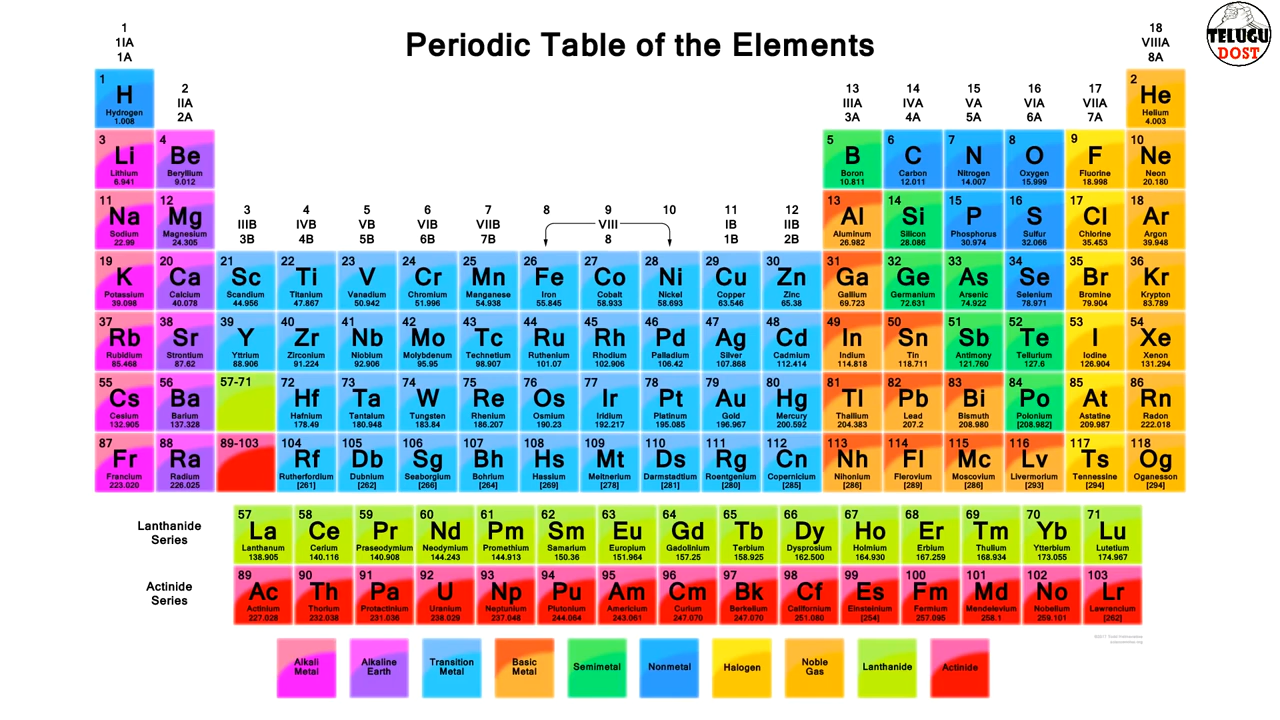 Periodic Table of the Elements
TELUGU
DOST
1
1IA
1A
18
VIIIA
8A
2
IIA
2A
13
IIIA
3A
14
IVA
4A
15
VA
5A
16
VIA
6A
17
VIIA
7A
1
H
Hydrogen
1.008
2
He
Helium
4.003
3
Li
Lithium
6.941
4
Be
Beryllium
9.012
5
B
Boron
10.811
6
C
Carbon
12.011
7
N
Nitrogen
14.007
8
O
Oxygen
15.999
9
F
Fluorine
18.998
10
Ne
Neon
20.180
11
Na
Sodium
22.99
12
Mg
Magnesium
24.305
3
IIIB
3B
4
IVB
4B
5
VB
5B
6
VIB
6B
7
VIIB
7B
8
9
10
VIII
8
11
IB
1B
12
IIB
2B
13
Al
Aluminum
26.982
14
Si
Silicon
28.086
15
P
Phosphorus
30.974
16
S
Sulfur
32.066
17
Cl
Chlorine
35.453
18
Ar
Argon
39.948
19
K
Potassium
39.098
20
Ca
Calcium
40.078
21
Sc
Scandium
44.956
22
Ti
Titanium
47.867
23
V
Vanadium
50.942
24
Cr
Chromium
51.996
25
Mn
Manganese
54.938
26
Fe
Iron
55.845
27
Co
Cobalt
58.933
28
Ni
Nickel
58.693
29
Cu
Copper
63.546
30
Zn
Zinc
65.38
31
Ga
Gallium
69.723
32
Ge
Germanium
72.631
33
As
Arsenic
74.922
34
Se
Selenium
78.971
35
Br
Bromine
79.904
36
Kr
Krypton
83.789
37
Rb
Rubidium
85.468
38
Sr
Strontium
87.62
39
Y
Yttrium
88.906
40
Zr
Zirconium
91.224
41
Nb
Niobium
92.906
42
Mo
Molybdenum
95.95
43
Tc
Technetium
98.907
44
Ru
Ruthenium
101.07
45
Rh
Rhodium
102.906
46
Pd
Palladium
106.42
47
Ag
Silver
107.868
48
Cd
Cadmium
112.414
49
In
Indium
114.818
50
Sn
Tin
118.711
51
Sb
Antimony
121.760
52
Te
Tellurium
127.6
53
I
Iodine
126.904
54
Xe
Xenon
131.294
55
Cs
Cesium
132.905
56
Ba
Barium
137.328
57-71
72
Hf
Hafnium
178.49
73
Ta
Tantalum
180.948
74
W
Tungsten
183.84
75
Re
Rhenium
186.207
76
Os
Osmium
190.23
77
Ir
Iridium
192.217
78
Pt
Platinum
195.085
79
Au
Gold
196.967
80
Hg
Mercury
200.592
81
Tl
Thallium
204.383
82
Pb
Lead
207.2
83
Bi
Bismuth
208.980
84
Po
Polonium
[208.982]
85
At
Astatine
209.987
86
Rn
Radon
222.018
87
Fr
Francium
223.020
88
Ra
Radium
226.025
89-103
104
Rf
Rutherfordium
[261]
105
Db
Dubnium
[262]
106
Sg
Seaborgium
[266]
107
Bh
Bohrium
[264]
108
Hs
Hassium
[269]
109
Mt
Meitnerium
[278]
110
Ds
Darmstadtium
[281]
111
Rg
Roentgenium
[280]
112
Cn
Copernicium
[285]
113
Nh
Nihonium
[286]
114
Fl
Flerovium
[289]
115
Mc
Moscovium
[286]
116
Lv
Livermorium
[293]
117
Ts
Tennessine
[294]
118
Og
Oganesson
[294]
Lanthanide
Series
57
La
Lanthanum
138.905
58
Ce
Cerium
140.116
59
Pr
Praseodymium
140.908
60
Nd
Neodymium
144.243
61
Pm
Promethium
144.913
62
Sm
Samarium
150.36
63
Eu
Europium
151.964
64
Gd
Gadolinium
157.25
65
Tb
Terbium
158.925
66
Dy
Dysprosium
162.500
67
Ho
Holmium
164.930
68
Er
Erbium
167.259
69
Tm
Thulium
168.934
70
Yb
Ytterbium
173.055
71
Lu
Lutetium
174.967
Actinide
Series
89
Ac
Actinium
227.028
90
Th
Thorium
232.038
91
Pa
Protactinium
231.036
92
U
Uranium
238.029
93
Np
Neptunium
237.048
94
Pu
Plutonium
244.064
95
Am
Americium
243.061
96
Cm
Curium
247.070
97
Bk
Berkelium
247.070
98
Cf
Californium
251.080
99
Es
Einsteinium
[254]
100
Fm
Fermium
257.095
101
Md
Mendelevium
258.1
102
No
Nobelium
259.101
103
Lr
Lawrencium
[262]
Alkali
Metal
Alkaline
Earth
Transition
Metal
Basic
Metal
Semimetal
Nonmetal
Halogen
Noble
Gas
Lanthanide
Actinide